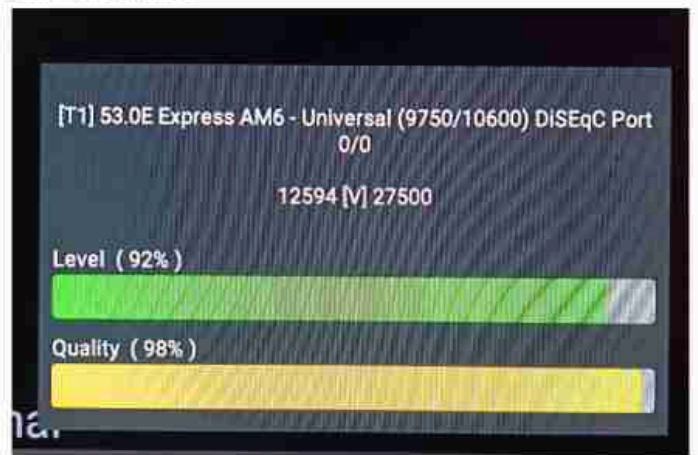 [T1] 53.0E Express AM6 - Universal (9750/10600) DiSEqC Port
0/0
12594 [V] 27500
Level ( 92% )
Quality ( 98% )